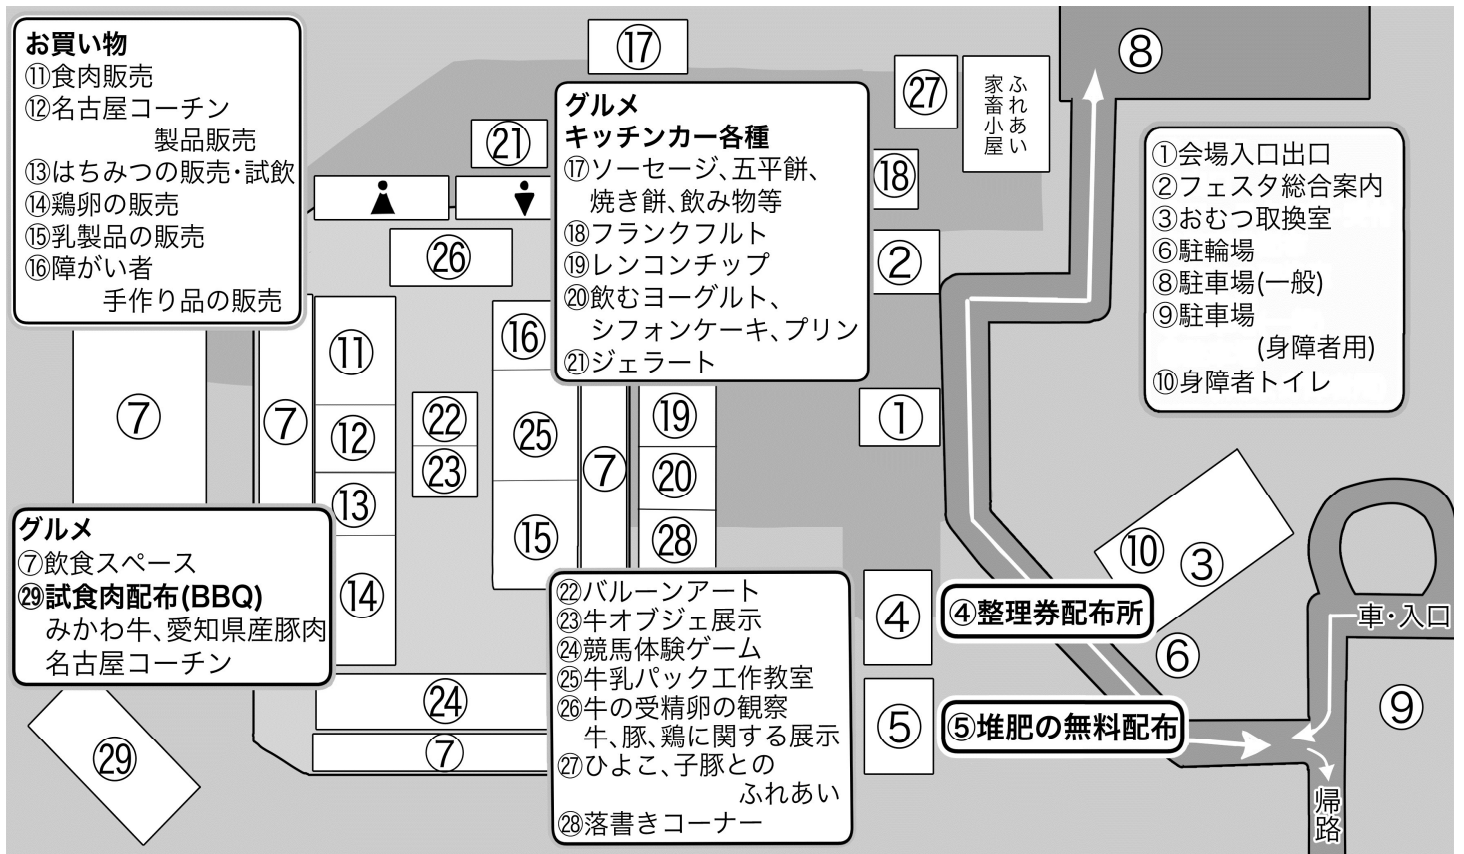 お買い物
⑪食肉販売
⑫名古屋コーチン
製品販売
⑬はちみつの販売・試飲
⑭鶏卵の販売
⑮乳製品の販売
⑯障がい者
手作り品の販売
グルメ
キッチンカー各種
⑰ソーセージ、五平餅、
焼き餅、飲み物等
⑱フランクフルト
⑲レンコンチップ
⑳飲むヨーグルト、
シフォンケーキ、プリン
㉑ジェラート
①会場入口出口
②フェスタ総合案内
③おむつ取換室
⑥駐輪場
⑧駐車場(一般)
⑨駐車場
(身障者用)
⑩身障者トイレ
グルメ
⑦飲食スペース
㉙試食肉配布(BBQ)
みかわ牛、愛知県産豚肉
名古屋コーチン
㉒バルーンアート
㉓牛オブジェ展示
㉔競馬体験ゲーム
㉕牛乳パック工作教室
㉖牛の受精卵の観察
牛、豚、鶏に関する展示
㉗ひよこ、子豚との
ふれあい
㉘落書きコーナー
④整理券配布所
⑤堆肥の無料配布
⑰
㉗
ふれあい
家畜小屋
⑧
㉑
⑱
㉖
②
⑪
⑯
⑦
⑦
⑫
㉒
㉓
㉕
⑦
⑲
⑳
①
⑬
⑮
㉘
⑩
③
⑭
④
車・入口
⑥
㉔
⑤
⑨
⑦
㉙
帰路